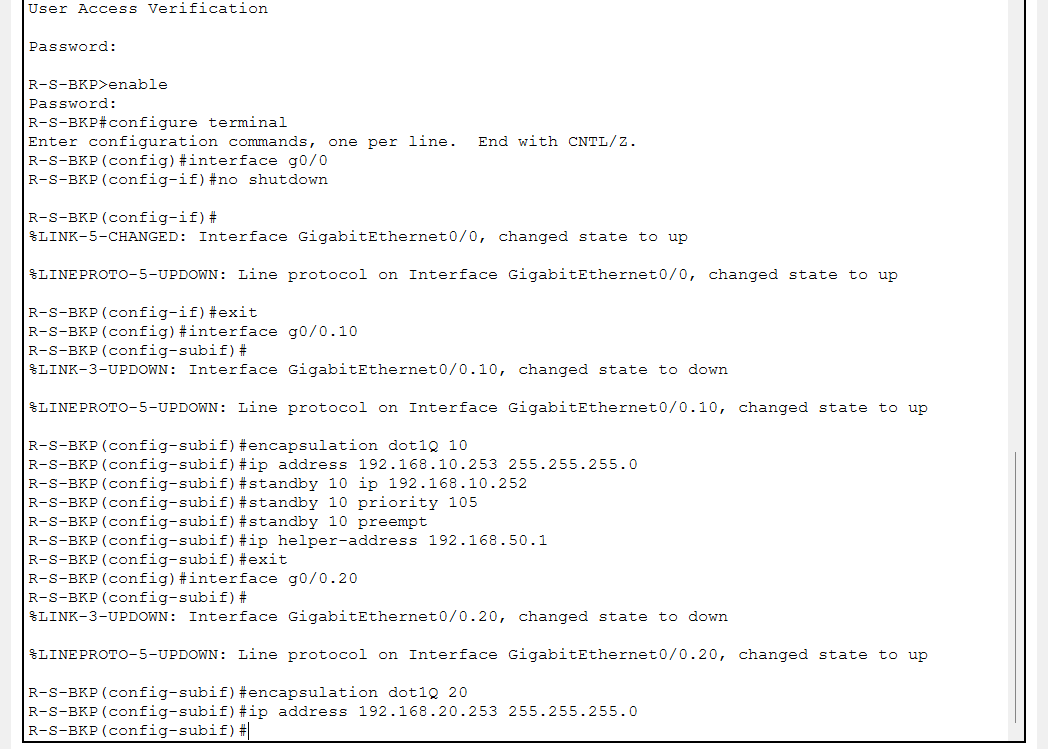 User Access Verification
Password:
R-S-BKP>enable
Password:
R-S-BKP#configure terminal
Enter configuration commands, one per line.  End with CNTL/Z.
R-S-BKP(config)#interface g0/0
R-S-BKP(config-if)#no shutdown
R-S-BKP(config-if)#
%LINK-5-CHANGED: Interface GigabitEthernet0/0, changed state to up
%LINEPROTO-5-UPDOWN: Line protocol on Interface GigabitEthernet0/0, changed state to up
R-S-BKP(config-if)#exit
R-S-BKP(config)#interface g0/0.10
R-S-BKP(config-subif)#
%LINK-3-UPDOWN: Interface GigabitEthernet0/0.10, changed state to down
%LINEPROTO-5-UPDOWN: Line protocol on Interface GigabitEthernet0/0.10, changed state to up
R-S-BKP(config-subif)#encapsulation dot1Q 10
R-S-BKP(config-subif)#ip address 192.168.10.253 255.255.255.0
R-S-BKP(config-subif)#standby 10 ip 192.168.10.252
R-S-BKP(config-subif)#standby 10 priority 105
R-S-BKP(config-subif)#standby 10 preempt
R-S-BKP(config-subif)#ip helper-address 192.168.50.1
R-S-BKP(config-subif)#exit
R-S-BKP(config)#interface g0/0.20
R-S-BKP(config-subif)#
%LINK-3-UPDOWN: Interface GigabitEthernet0/0.20, changed state to down
%LINEPROTO-5-UPDOWN: Line protocol on Interface GigabitEthernet0/0.20, changed state to up
R-S-BKP(config-subif)#encapsulation dot1Q 20
R-S-BKP(config-subif)#ip address 192.168.20.253 255.255.255.0
R-S-BKP(config-subif)#